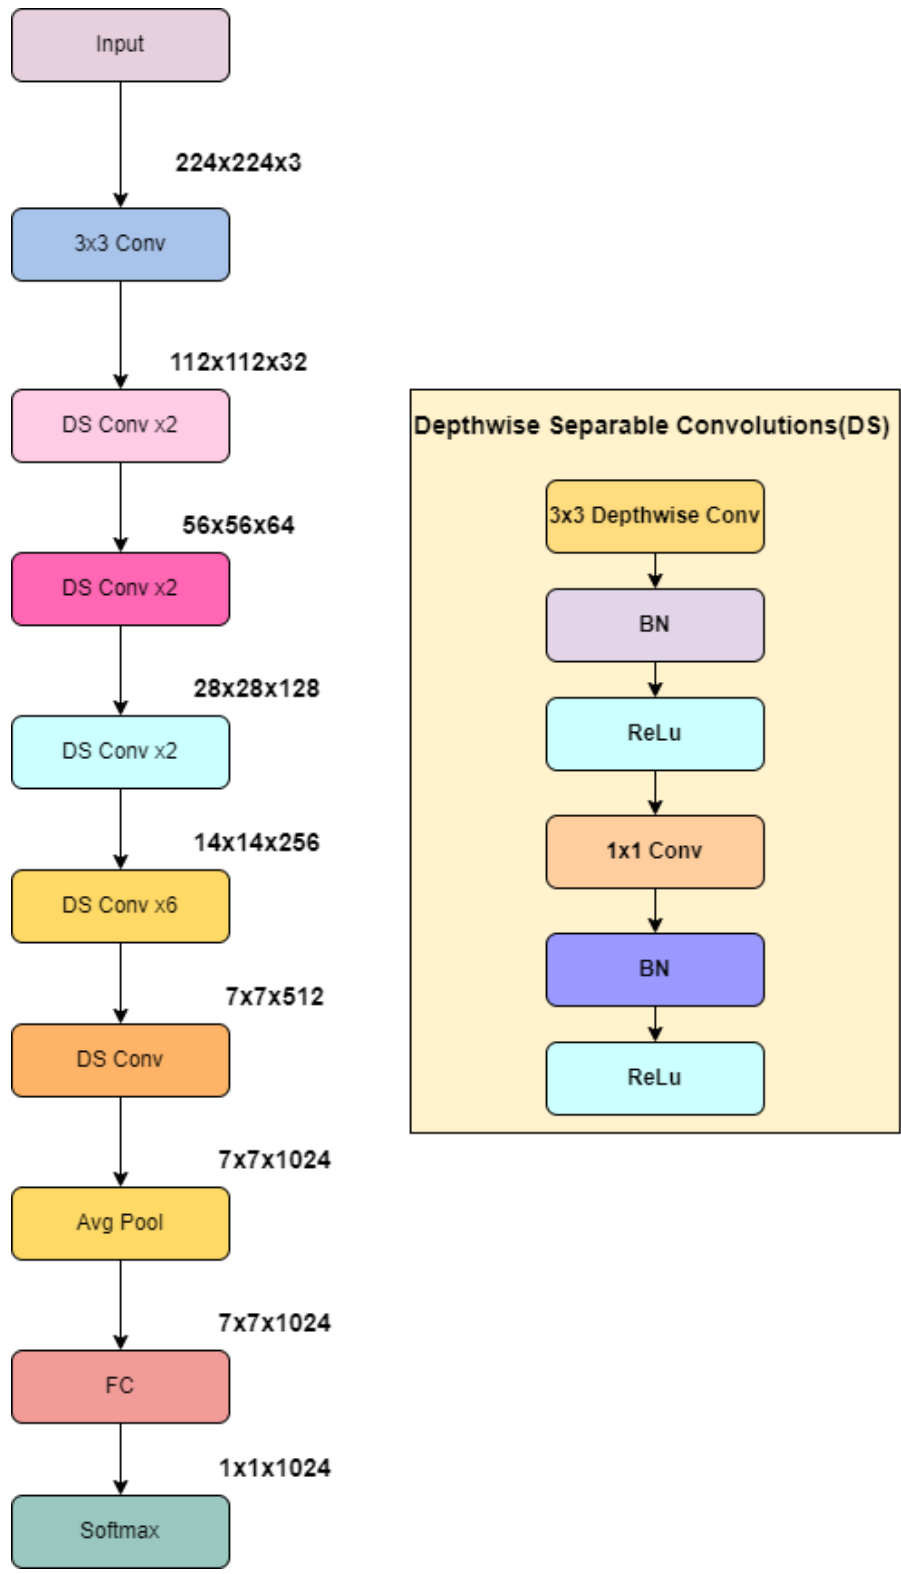 Input
224x224x3
3x3 Conv
112x112x32
DS Conv x2
56x56x64
DS Conv x2
28x28x128
DS Conv x2
14x14x256
DS Conv x6
7x7x512
DS Conv
7x7x1024
Avg Pool
7x7x1024
FC
1x1x1024
Softmax
Depthwise Separable Convolutions(DS)
3x3 Depthwise Conv
BN
ReLu
1x1 Conv
BN
ReLu